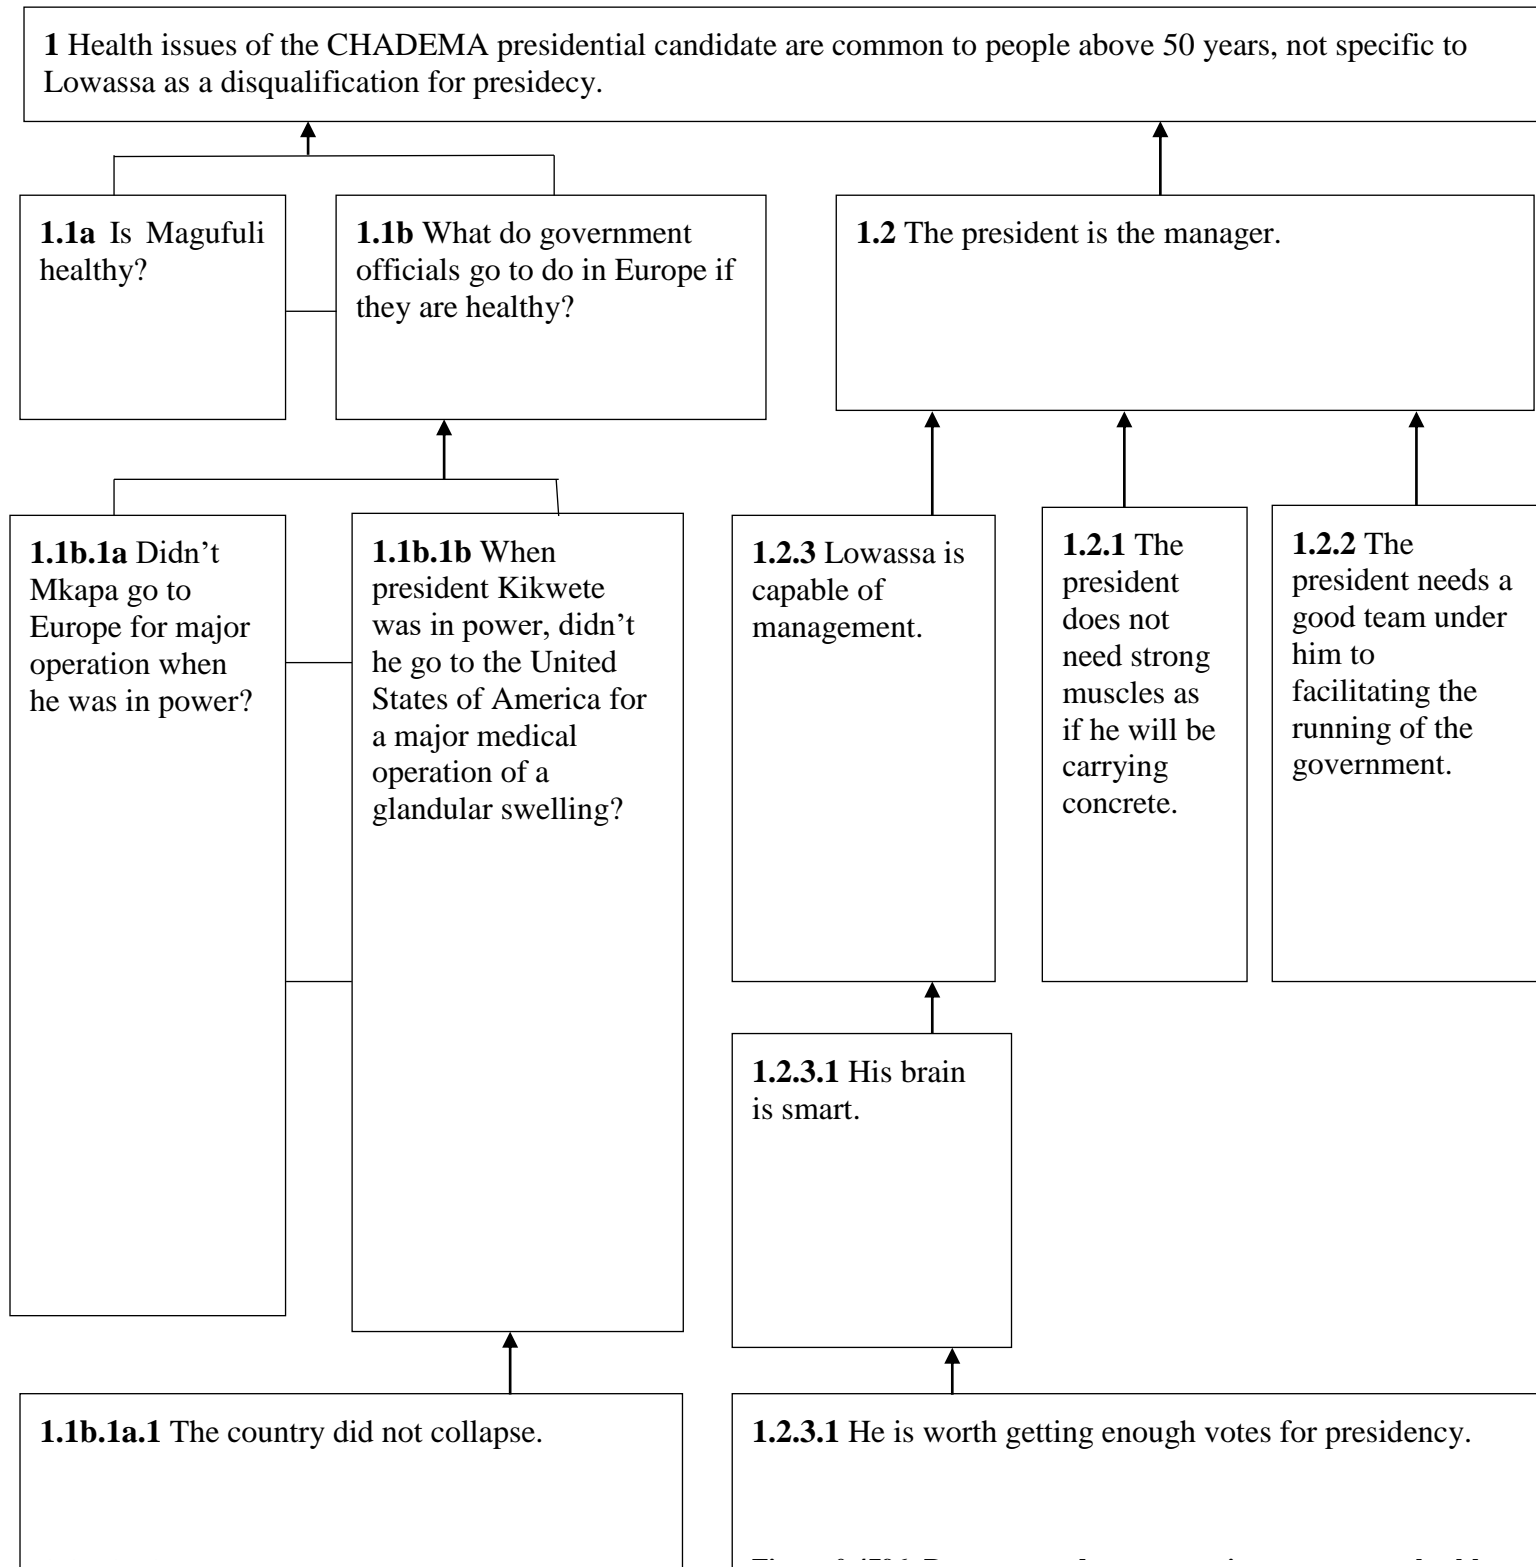 1 Health issues of the CHADEMA presidential candidate are common to people above 50 years, not specific to
Lowassa as a disqualification for presidecy.
1.1a Is Magufuli
healthy?
1.1b What do government
officials go to do in Europe if
they are healthy?
1.2 The president is the manager.
1.1b.1a Didn’t
Mkapa go to
Europe for major
operation when
he was in power?
1.1b.1b When
president Kikwete
was in power, didn’t
he go to the United
States of America for
a major medical
operation of a
glandular swelling?
1.2.3 Lowassa is
capable of
management.
1.2.1 The
president
does not
need strong
muscles as
if he will be
carrying
concrete.
1.2.2 The
president needs a
good team under
him to
facilitating the
running of the
government.
1.2.3.1 His brain
is smart.
1.1b.1a.1 The country did not collapse.
1.2.3.1 He is worth getting enough votes for presidency.